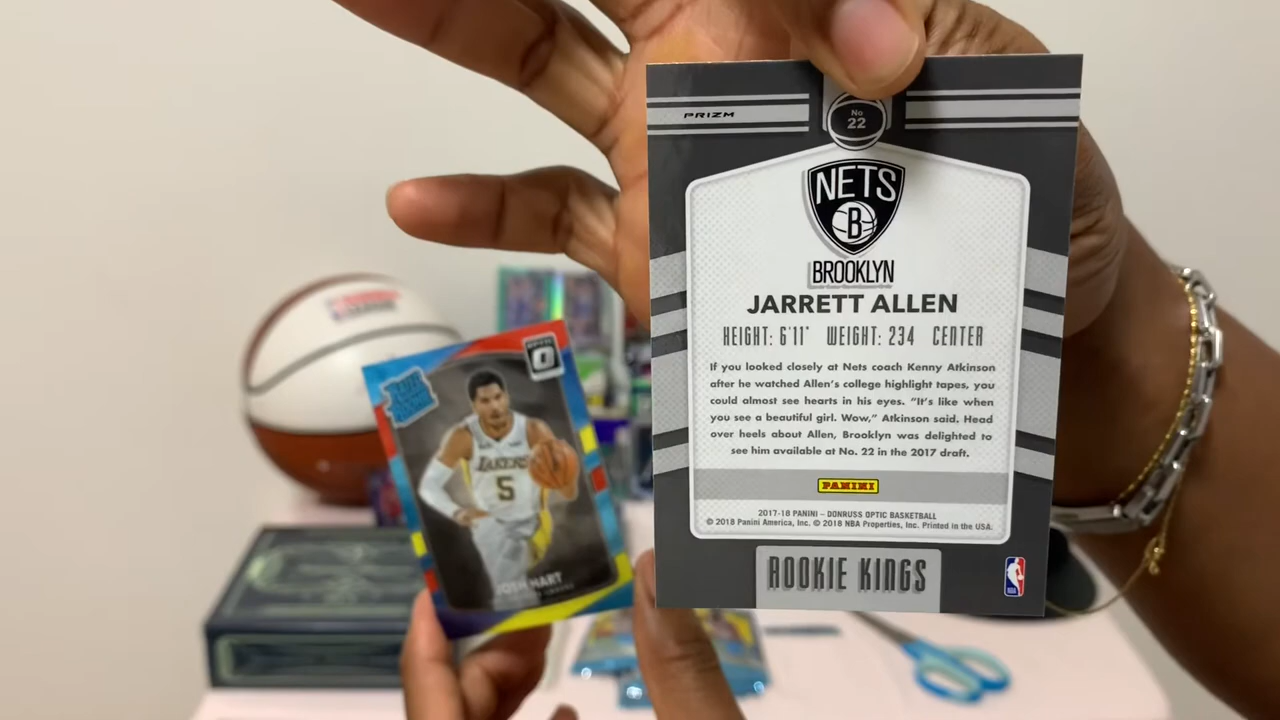 PRIZM
No
22
NETS
B
BROOKLYN
JARRETT ALLEN
HEIGHT: 6'11" WEIGHT: 234 CENTER
If you looked closely at Nets coach Kenny Atkinson
after he watched Allen's college highlight tapes, you
could almost see hearts in his eyes. "It's like when
you see a beautiful girl. Wow," Atkinson said. Head
over heels about Allen, Brooklyn was delighted to
see him available at No. 22 in the 2017 draft.
PANINI
2017-18 PANINI – DONRUSS OPTIC BASKETBALL
© 2018 Panini America, Inc. © 2018 NBA Properties, Inc. Printed in the USA.
ROOKIE KINGS
LAKERS
5
JOSH HART